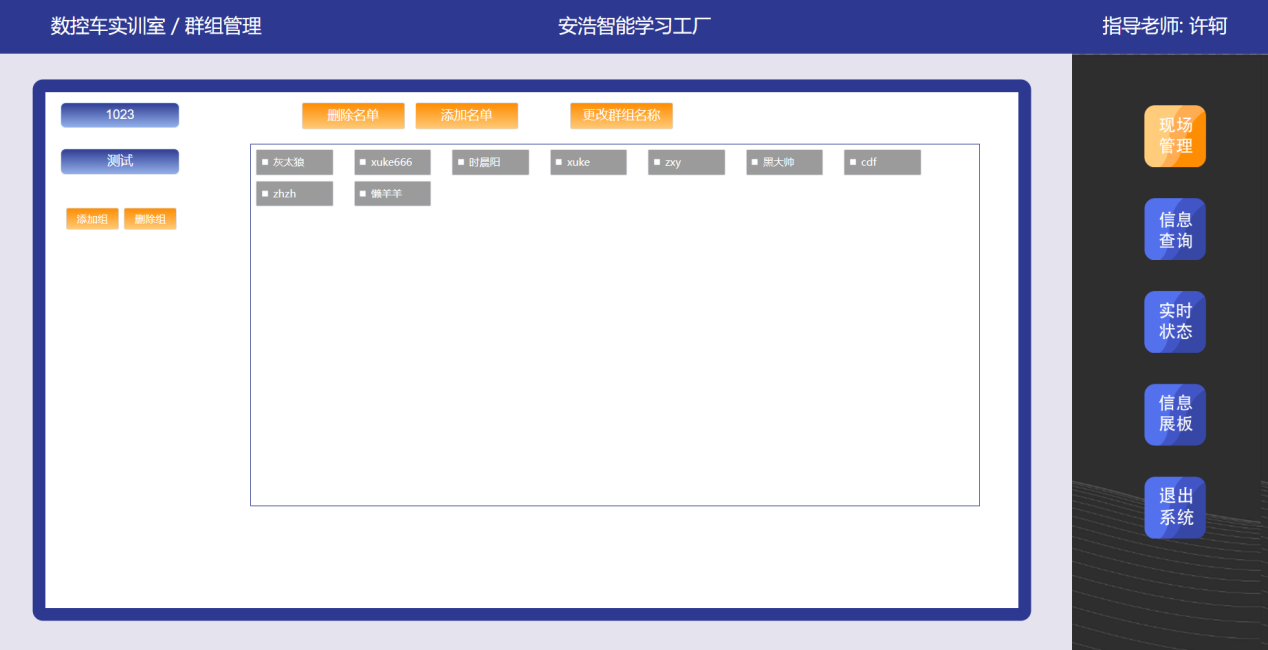 数控车实训室 / 群组管理
安浩智能学习工厂
指导老师: 许轲
1023
删除名单
添加名单
更改群组名称
测试
灰太狼
xuke666
时晨阳
xuke
zxy
黑大帅
cdf
zhzh
懒羊羊
添加组
删除组
现场
管理
信息
查询
实时
状态
信息
展板
退出
系统